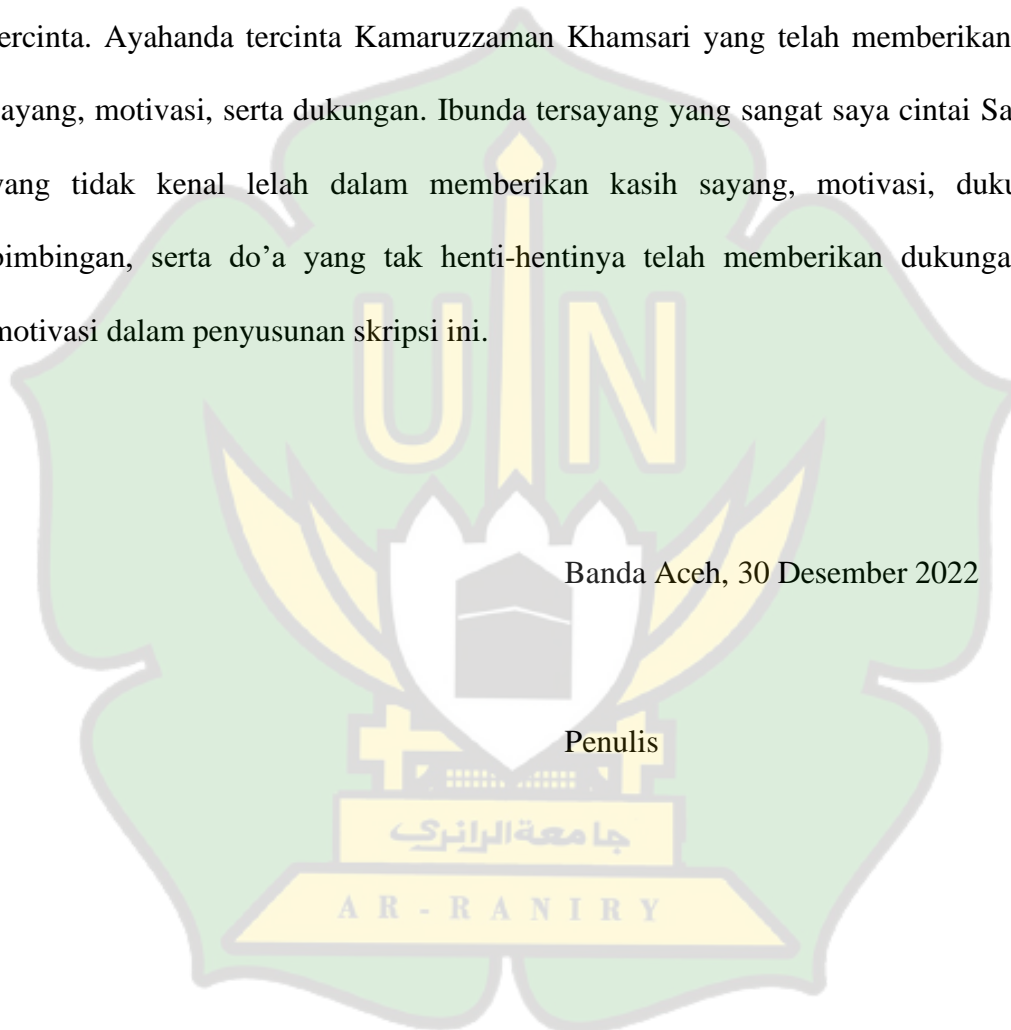 tercinta. Ayahanda tercinta Kamaruzzaman Khamsari yang telah memberikan
sayang, motivasi, serta dukungan. Ibunda tersayang yang sangat saya cintai
yang tidak kenal lelah dalam memberikan kasih sayang, motivasi,
bimbingan, serta do’a yang tak henti-hentinya telah memberikan
motivasi dalam penyusunan skripsi ini.
UIN
Banda Aceh, 30 Desember 2022
Penulis
جامعة الرانري
AR-RANIRY